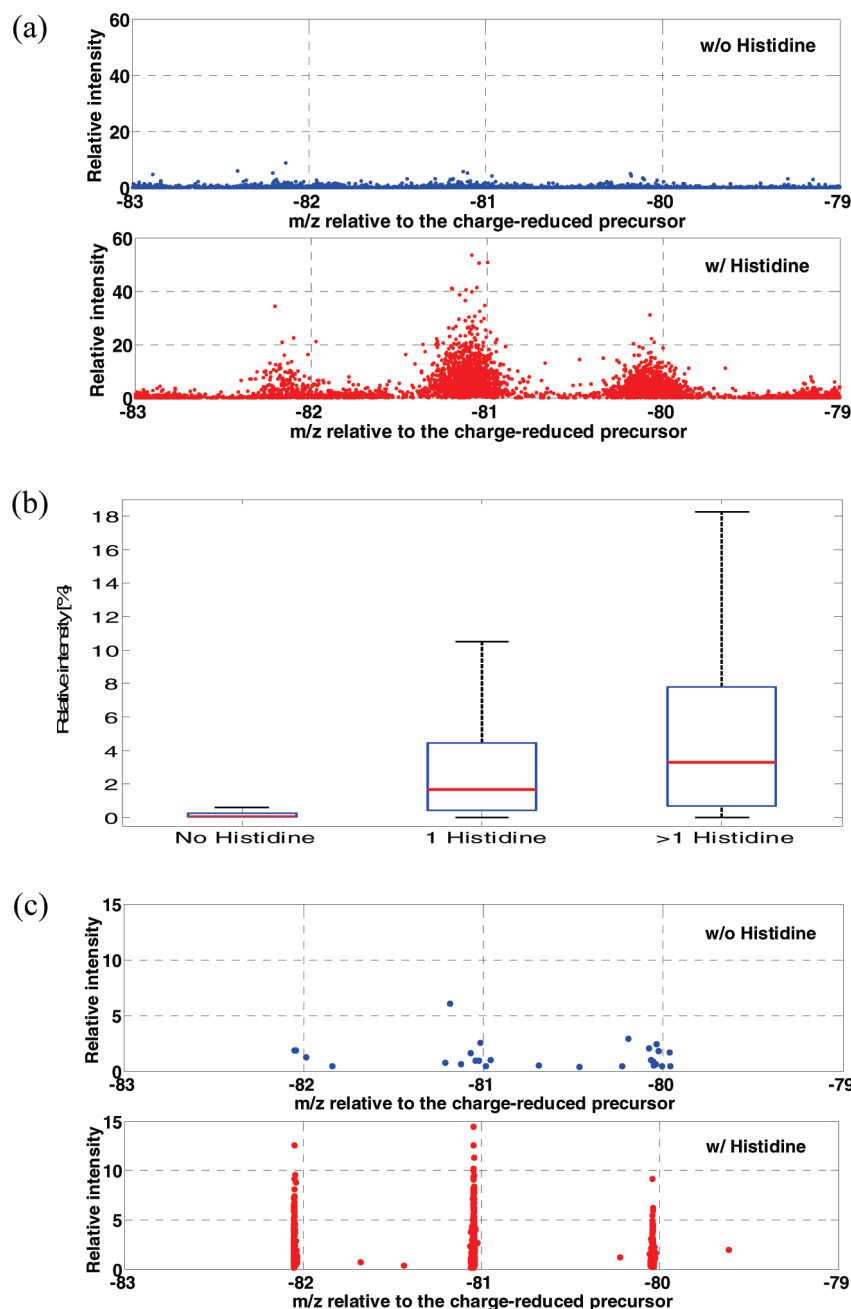 (a)
60
w/o Histidine
40
20
0
Relative intensity
-83 -82 -81 -80 -79
m/z relative to the charge-reduced precursor
60
w/ Histidine
40
20
0
Relative intensity
-83 -82 -81 -80 -79
m/z relative to the charge-reduced precursor
(b)
18
16
14
12
10
8
6
4
2
0
Relative intensity [%]
No Histidine 1 Histidine >1 Histidine
(c)
15
w/o Histidine
10
5
0
Relative intensity
-83 -82 -81 -80 -79
m/z relative to the charge-reduced precursor
15
w/ Histidine
10
5
0
Relative intensity
-83 -82 -81 -80 -79
m/z relative to the charge-reduced precursor